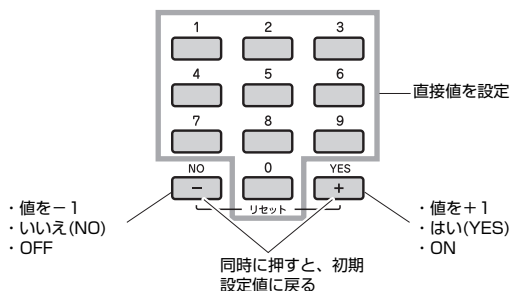 1 2 3
4 5 6
直接値を設定
7 8 9
NO 0 YES
− +
リセット
・値を−1
・いいえ(NO)
・OFF
・値を+1
・はい(YES)
・ON
同時に押すと、初期
設定値に戻る